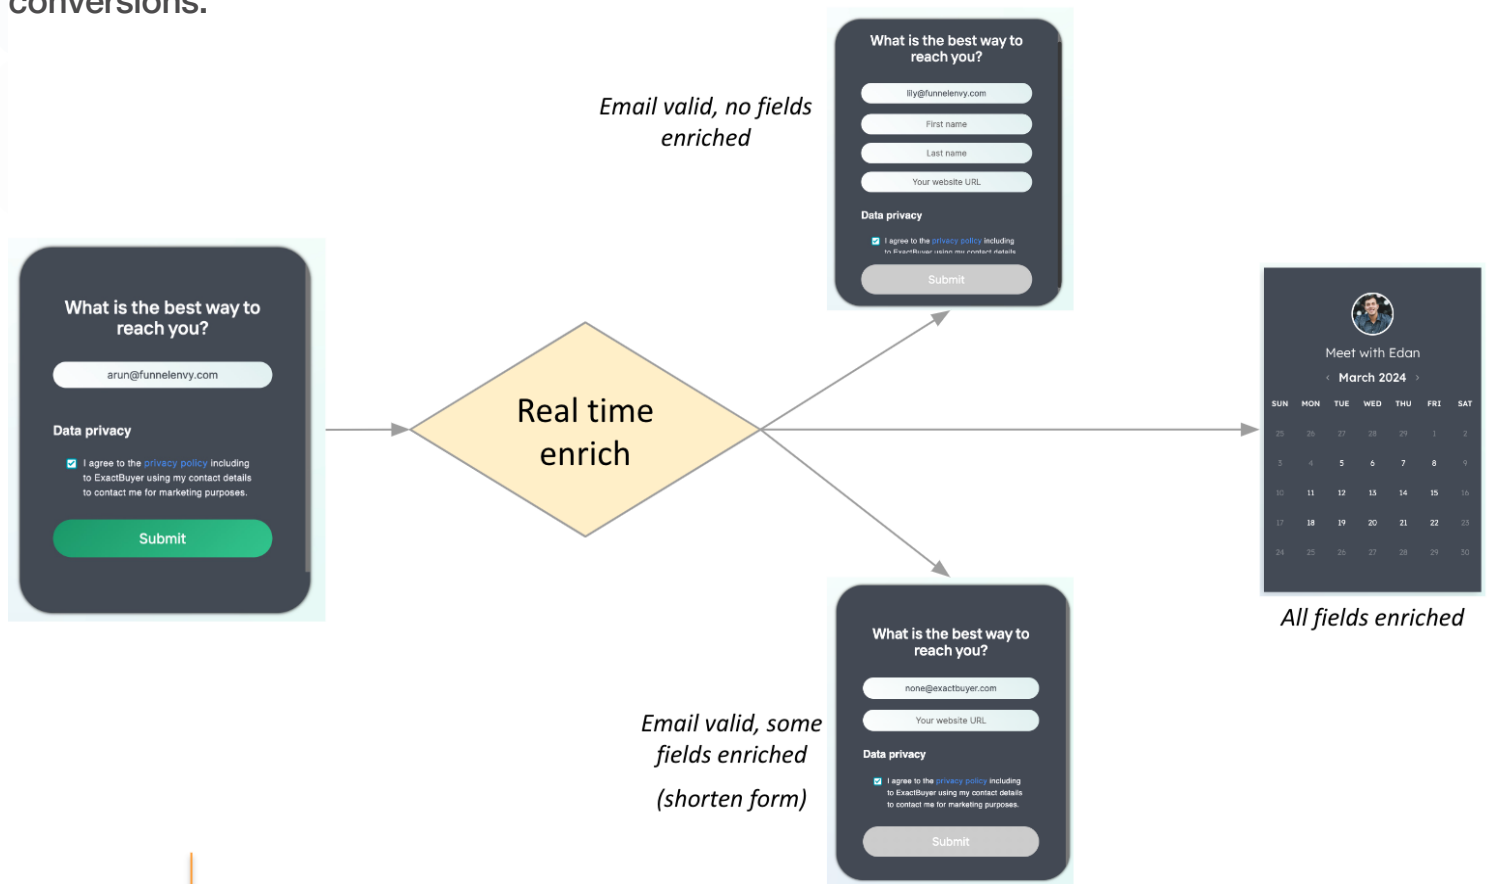 conversions.
What is the best way to
reach you?
lily@funnelenvy.com
First name
Last name
Your website URL
Data privacy
I agree to the privacy policy including
to ExactBuyer using my contact details
Submit
Email valid, no fields
enriched
What is the best way to
reach you?
arun@funnelenvy.com
Data privacy
I agree to the privacy policy including
to ExactBuyer using my contact details
to contact me for marketing purposes.
Submit
Real time
enrich
Meet with Edan
‹ March 2024 ›
SUN MON TUE WED THU FRI SAT
25 26 27 28 29 1 2
3 4 5 6 7 8 9
10 11 12 13 14 15 16
17 18 19 20 21 22 23
24 25 26 27 28 29 30
All fields enriched
Email valid, some
fields enriched
(shorten form)
What is the best way to
reach you?
none@exactbuyer.com
Your website URL
Data privacy
I agree to the privacy policy including
to ExactBuyer using my contact details
to contact me for marketing purposes.
Submit